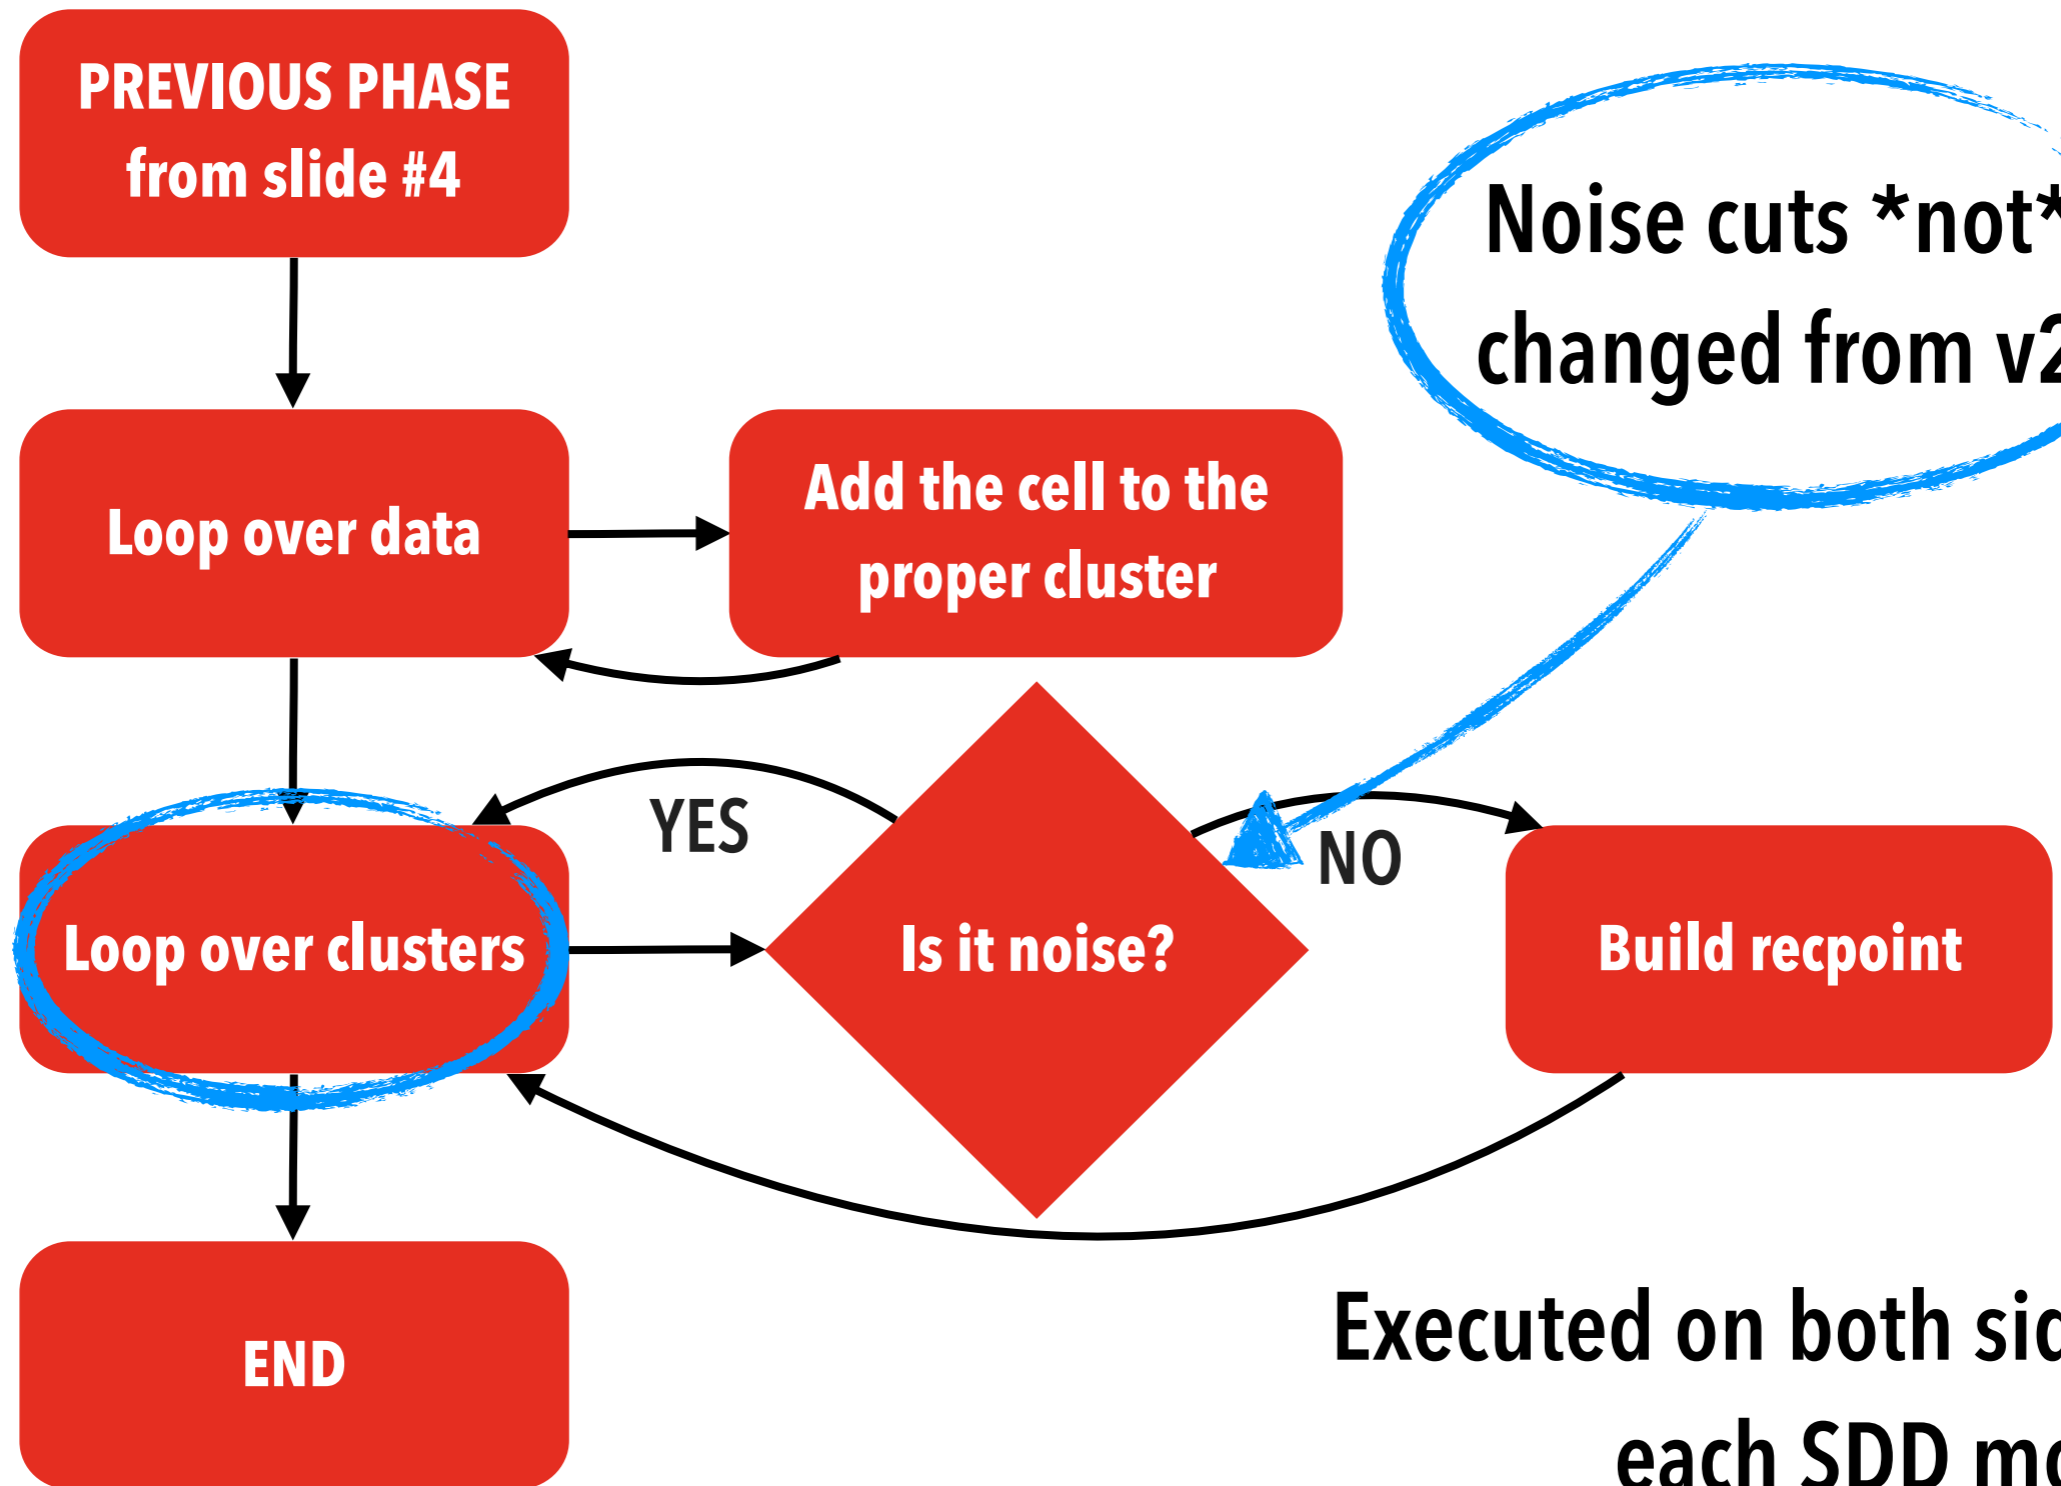 PREVIOUS PHASE
from slide #4
Noise cuts *not*
changed from v2
Loop over data
Add the cell to the
proper cluster
YES
NO
Loop over clusters
Is it noise?
Build recpoint
Executed on both
END
each SDD